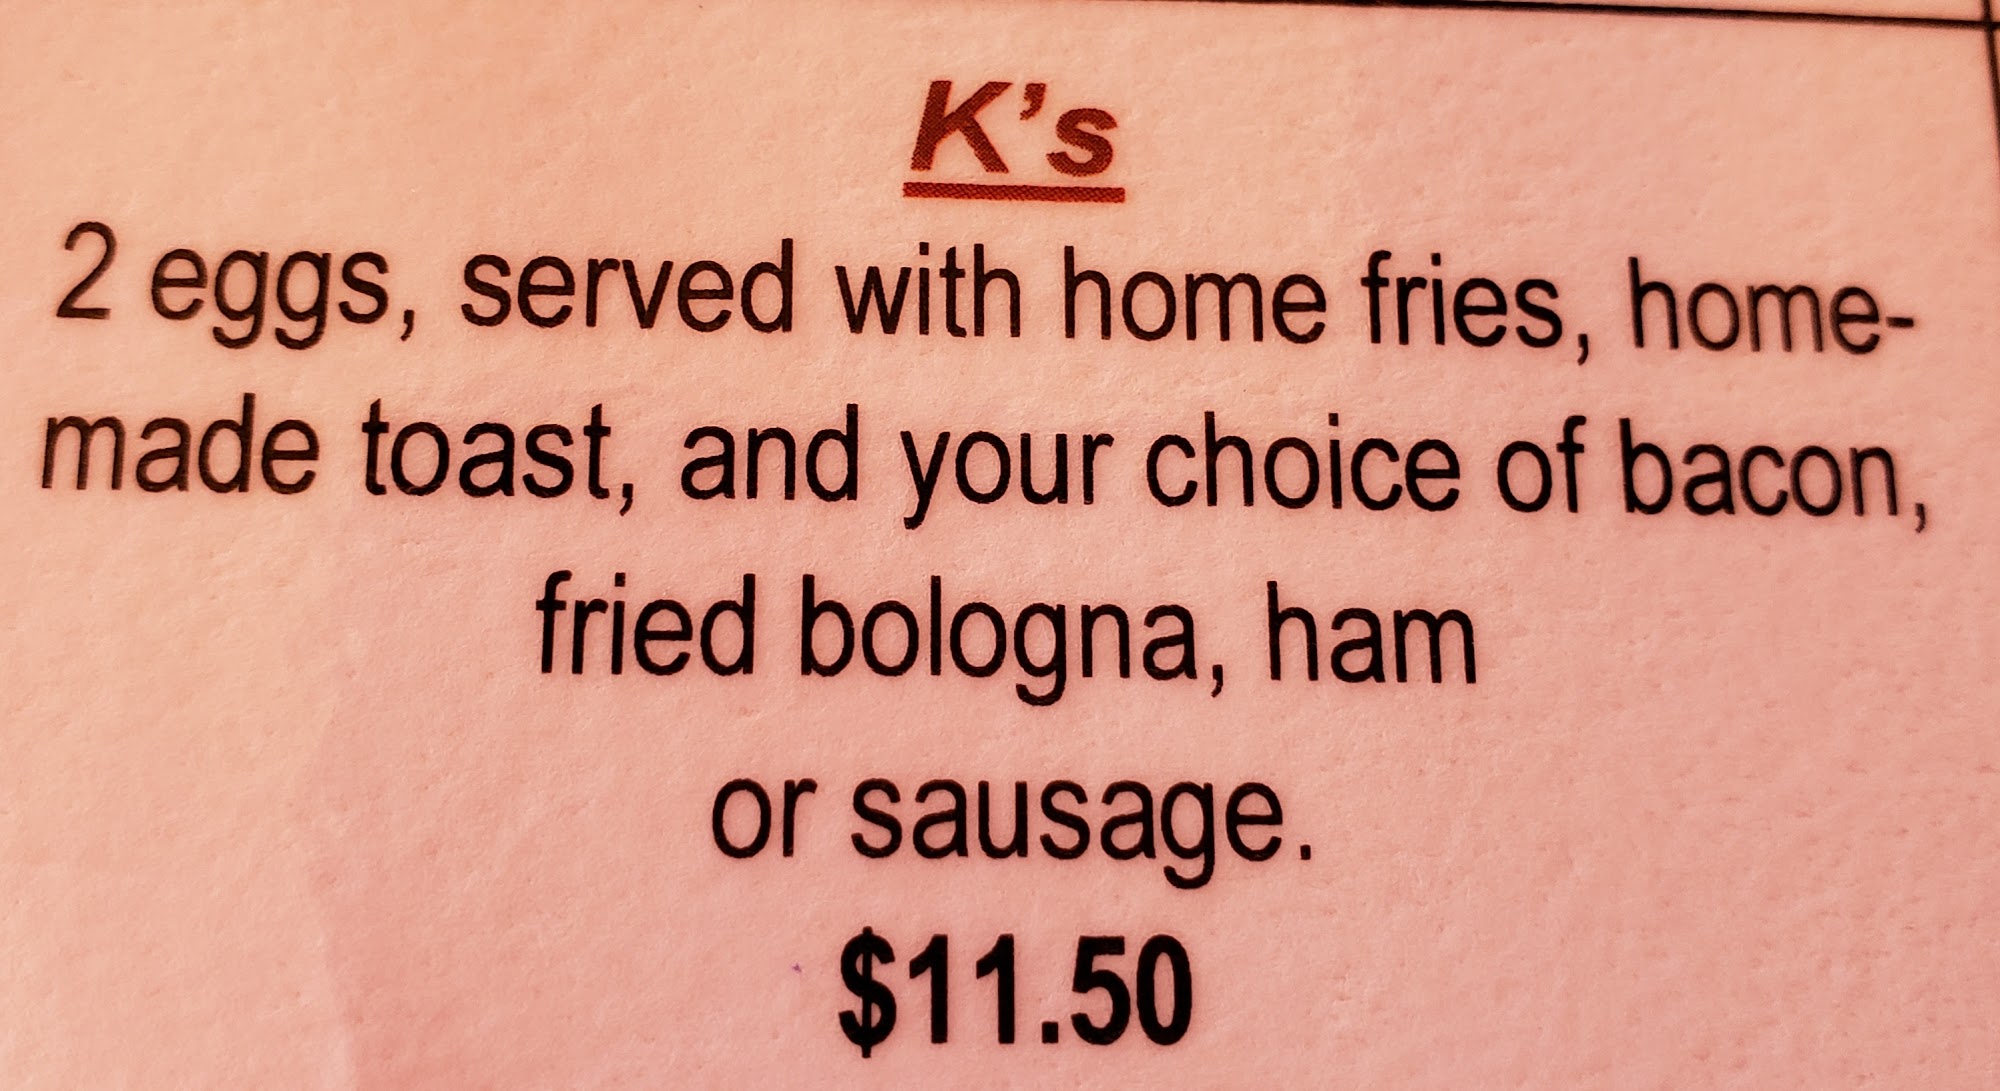 K's
2 eggs, served with home fries, home-
made toast, and your choice of bacon,
fried bologna, ham
or sausage.
$11.50